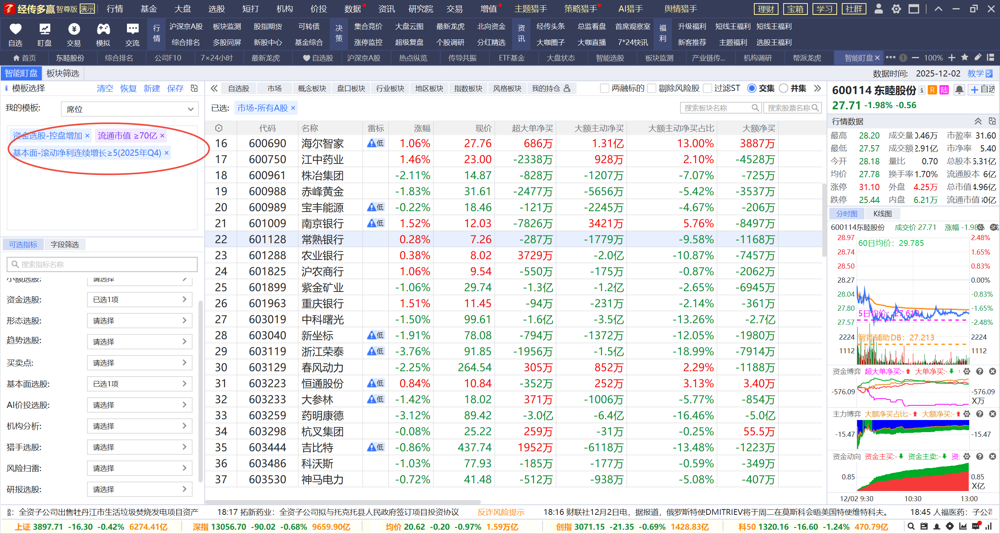 经传多赢 智尊版 演示 行情 基金 大盘 选股 短打 机构 价投 数据 资讯 研究院 交易 增值 主题猎手 策略猎手 AI猎手 舆情猎手 理财 宝箱 学习 社群
自选 盯盘 交易 模拟 交流
行情 沪深京A股 板块监测 股指期货 可转债 决策 集合竞价 大盘云图 最新龙虎 北向资金 资讯 经传头条 总监看盘 首席观察室 福利 升级福利 短线王福利 短线王福利
综合排名 多股同屏 新股中心 基金综合 涨停监控 超级复盘 个股调研 分红精选 大咖圈子 大咖直播 7*24快讯 新客推荐 主题福利 选股王福利
首页 东睦股份 综合排名 公司F10 7×24小时 最新龙虎 自选股 沪深京A股 热点纵览 传导共振 ETF基金 大盘状态 智能选股 板块监测 产业链传... 机构调研 帮派龙虎 智能盯盘 100%
智能盯盘 板块筛选 数据时间: 2025-12-02 教学
模板选择 清空 恢复 新建 保存
我的模板: 席位
资金选股-控盘增加 × 流通市值 ≥70亿 ×
基本面-滚动净利连续增长≥5(2025年Q4) ×
可选指标 字段筛选
搜索指标名称
小额选股: 请选择
资金选股: 已选1项
形态选股: 请选择
趋势选股: 请选择
买卖点: 请选择
基本面选股: 已选1项
AI价投选股: 请选择
机构分析: 请选择
猎手选股: 请选择
风险扫雷: 请选择
研报选股: 请选择
自选股 市场 概念板块 盘口板块 行业板块 地区板块 指数板块 风格板块 我的持仓 两融标的 剔除风险股 过滤ST 交集 并集
已选: 市场-所有A股 × 搜索板块名称 搜索股票名称
代码 名称 雷标 涨幅 现价 超大单净买 大额主动净买 大额主动净买占比 大额净买
16 600690 海尔智家 低 1.06% 27.76 686万 1.31亿 13.00% 3887万
17 600750 江中药业 1.46% 23.00 -2338万 928万 2.10% -4528万
18 600961 株冶集团 -2.11% 14.87 -828万 -1207万 -7.07% -725万
19 600988 赤峰黄金 -1.83% 31.61 -2477万 -5656万 -5.42% -3537万
20 600989 宝丰能源 低 -0.22% 18.46 -121万 -2245万 -4.67% -206万
21 601009 南京银行 低 1.52% 12.03 -7826万 3421万 5.76% -8497万
22 601128 常熟银行 0.28% 7.26 -287万 -1779万 -9.58% -1168万
23 601288 农业银行 0.38% 8.02 3729万 -2.0亿 -10.87% -7457万
24 601825 沪农商行 1.06% 9.54 -550万 -175万 -0.87% -2062万
25 601899 紫金矿业 -1.06% 29.74 -1.3亿 -1.2亿 -2.65% -6945万
26 601963 重庆银行 1.51% 11.45 -94万 -231万 -2.14% -361万
27 603019 中科曙光 -1.50% 99.61 -1.6亿 -3.5亿 -13.26% -2.7亿
28 603040 新坐标 低 -1.91% 78.08 -794万 -1372万 -12.05% -1980万
29 603119 浙江荣泰 低 -3.76% 91.85 -1956万 -1.5亿 -18.99% -7914万
30 603129 春风动力 -2.25% 264.54 305万 852万 2.29% -1188万
31 603223 恒通股份 低 0.84% 10.84 -352万 252万 3.13% 3.40万
32 603233 大参林 低 -1.42% 18.02 371万 -1006万 -5.77% -854万
33 603259 药明康德 -3.12% 89.42 -3.0亿 -6.4亿 -16.46% -5.0亿
34 603298 杭叉集团 -0.08% 25.22 259万 -31万 -0.25% 55.5万
35 603444 吉比特 低 -0.86% 437.74 1952万 -6118万 -13.48% -1223万
36 603486 科沃斯 -1.03% 77.93 -185万 -177万 -0.59% -349万
37 603530 神马电力 -0.72% 41.48 -512万 -938万 -5.08% -407万
600114 东睦股份 i R 陆 自选
27.71 -1.98% -0.56
行情数据
最高 28.20 成交量 0.46万 市盈率 31.60
最低 27.57 成交额 2.91亿 市净率 5.40
今开 28.18 量比 0.70 总股本 6.31亿
均价 27.78 换手率 1.70% 流通股本 6亿
涨停 31.10 外盘 4.25万 总市值 4.96亿
跌停 25.44 内盘 6.21万 流通市值 0亿
分时图 K线图
600114东睦股份 成交价 27.71 涨幅 -1.98%
28.97 60日均价: 29.785 2.48%
28.74 1.65%
28.50 0.83%
28.27 0.00%
28.04 -0.83%
27.80 5日均价: 27.612 -1.65%
27.57 -2.48%
2224 智能辅助DB: 27.213 2224
1112 1112
资金博弈 超大单净买:- 大单净买:-
-576.09 -576.09
X万
主力博弈 大额净买占比:- 大额净买:-
-15.47 -15.47
资金动向 资金主买:- 资金主卖:- 资:
0.85 0.85
X亿
12/02 9:30 10:30 13:00
盈: 全资子公司出售牡丹江市生活垃圾焚烧发电项目资产 18:17 拓新药业: 全资子公司拟与托克托县人民政府签订项目投资协议 反诈风险提示 18:16 财联社12月2日电，据报道，俄罗斯特使DMITRIEV将于周二在莫斯科会晤美国特使维特科夫。 18:45 人福医药: 子公司
上证 3897.71 -16.30 -0.42% 6274.41亿 深指 13056.70 -90.02 -0.68% 9659.90亿 均价 20.62 -0.20 -0.97% 1.59万亿 创指 3071.15 -21.35 -0.69% 1428.83亿 科50 1320.16 -16.60 -1.24% 470.79亿